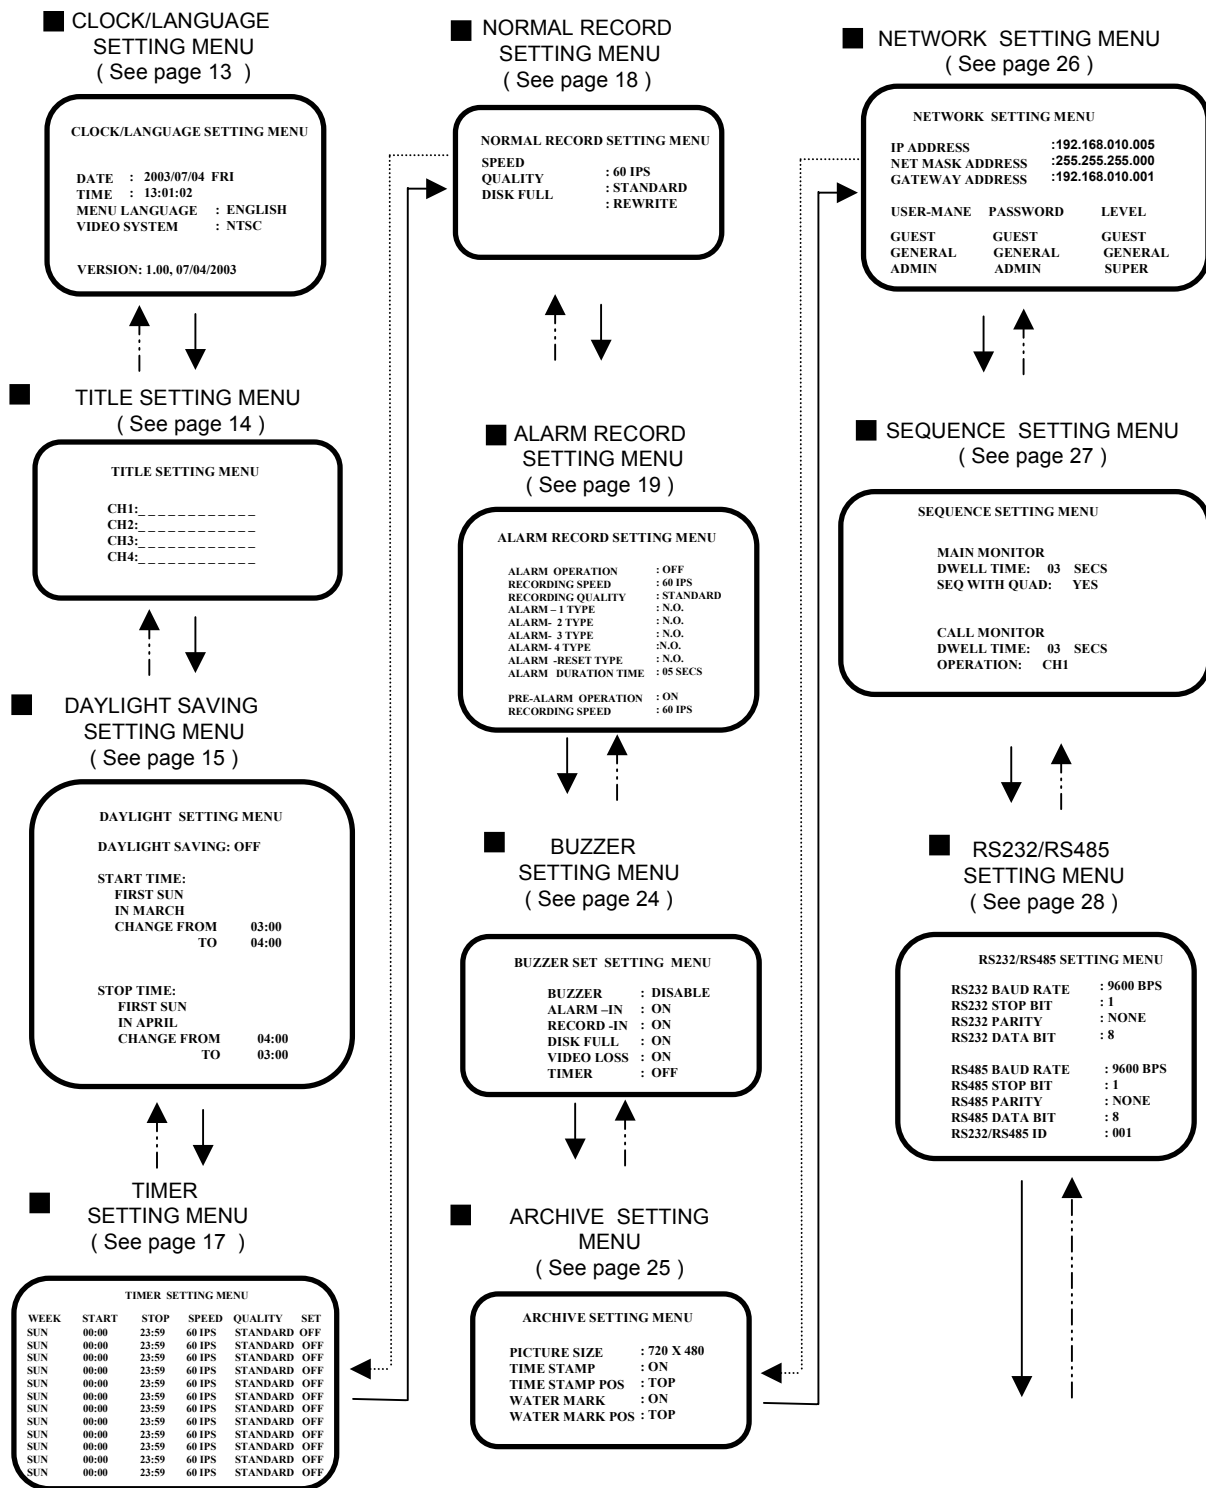 CLOCK/LANGUAGE
SETTING MENU
( See page 13 )
CLOCK/LANGUAGE SETTING MENU
DATE : 2003/07/04 FRI
TIME : 13:01:02
MENU LANGUAGE : ENGLISH
VIDEO SYSTEM : NTSC
VERSION: 1.00, 07/04/2003
TITLE SETTING MENU
( See page 14 )
TITLE SETTING MENU
CH1:_ _ _ _ _ _ _ _ _ _ _ _
CH2:_ _ _ _ _ _ _ _ _ _ _ _
CH3:_ _ _ _ _ _ _ _ _ _ _ _
CH4:_ _ _ _ _ _ _ _ _ _ _ _
DAYLIGHT SAVING
SETTING MENU
( See page 15 )
DAYLIGHT SETTING MENU
DAYLIGHT SAVING: OFF
START TIME:
FIRST SUN
IN MARCH
CHANGE FROM 03:00
TO 04:00
STOP TIME:
FIRST SUN
IN APRIL
CHANGE FROM 04:00
TO 03:00
TIMER
SETTING MENU
( See page 17 )
TIMER SETTING MENU
WEEK START STOP SPEED QUALITY SET
SUN 00:00 23:59 60 IPS STANDARD OFF
SUN 00:00 23:59 60 IPS STANDARD OFF
SUN 00:00 23:59 60 IPS STANDARD OFF
SUN 00:00 23:59 60 IPS STANDARD OFF
SUN 00:00 23:59 60 IPS STANDARD OFF
SUN 00:00 23:59 60 IPS STANDARD OFF
SUN 00:00 23:59 60 IPS STANDARD OFF
SUN 00:00 23:59 60 IPS STANDARD OFF
SUN 00:00 23:59 60 IPS STANDARD OFF
SUN 00:00 23:59 60 IPS STANDARD OFF
SUN 00:00 23:59 60 IPS STANDARD OFF
SUN 00:00 23:59 60 IPS STANDARD OFF
NORMAL RECORD
SETTING MENU
( See page 18 )
NORMAL RECORD SETTING MENU
SPEED : 60 IPS
QUALITY : STANDARD
DISK FULL : REWRITE
ALARM RECORD
SETTING MENU
( See page 19 )
ALARM RECORD SETTING MENU
ALARM OPERATION : OFF
RECORDING SPEED : 60 IPS
RECORDING QUALITY : STANDARD
ALARM – 1 TYPE : N.O.
ALARM- 2 TYPE : N.O.
ALARM- 3 TYPE : N.O.
ALARM- 4 TYPE :N.O.
ALARM -RESET TYPE : N.O.
ALARM DURATION TIME : 05 SECS
PRE-ALARM OPERATION : ON
RECORDING SPEED : 60 IPS
BUZZER
SETTING MENU
( See page 24 )
BUZZER SET SETTING MENU
BUZZER : DISABLE
ALARM –IN : ON
RECORD -IN : ON
DISK FULL : ON
VIDEO LOSS : ON
TIMER : OFF
ARCHIVE SETTING
MENU
( See page 25 )
ARCHIVE SETTING MENU
PICTURE SIZE : 720 X 480
TIME STAMP : ON
TIME STAMP POS : TOP
WATER MARK : ON
WATER MARK POS : TOP
NETWORK SETTING MENU
( See page 26 )
NETWORK SETTING MENU
IP ADDRESS :192.168.010.005
NET MASK ADDRESS :255.255.255.000
GATEWAY ADDRESS :192.168.010.001
USER-MANE PASSWORD LEVEL
GUEST GUEST GUEST
GENERAL GENERAL GENERAL
ADMIN ADMIN SUPER
SEQUENCE SETTING MENU
( See page 27 )
SEQUENCE SETTING MENU
MAIN MONITOR
DWELL TIME: 03 SECS
SEQ WITH QUAD: YES
CALL MONITOR
DWELL TIME: 03 SECS
OPERATION: CH1
RS232/RS485
SETTING MENU
( See page 28 )
RS232/RS485 SETTING MENU
RS232 BAUD RATE : 9600 BPS
RS232 STOP BIT : 1
RS232 PARITY : NONE
RS232 DATA BIT : 8
RS485 BAUD RATE : 9600 BPS
RS485 STOP BIT : 1
RS485 PARITY : NONE
RS485 DATA BIT : 8
RS232/RS485 ID : 001